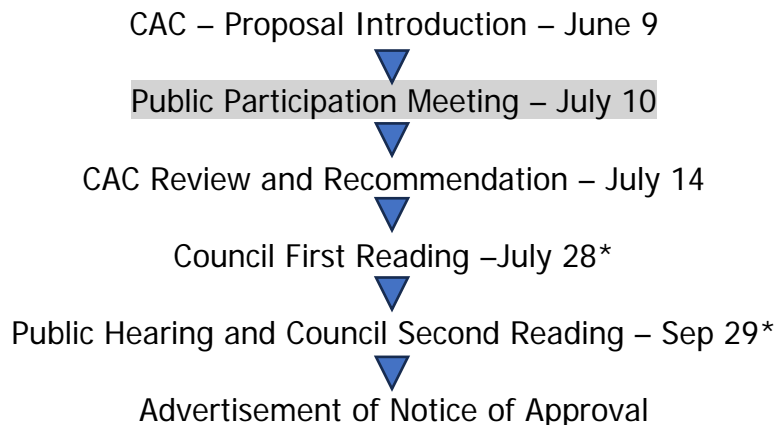 CAC – Proposal Introduction – June 9
Public Participation Meeting – July 10
CAC Review and Recommendation – July 14
Council First Reading –July 28*
Public Hearing and Council Second Reading – Sep 29*
Advertisement of Notice of Approval